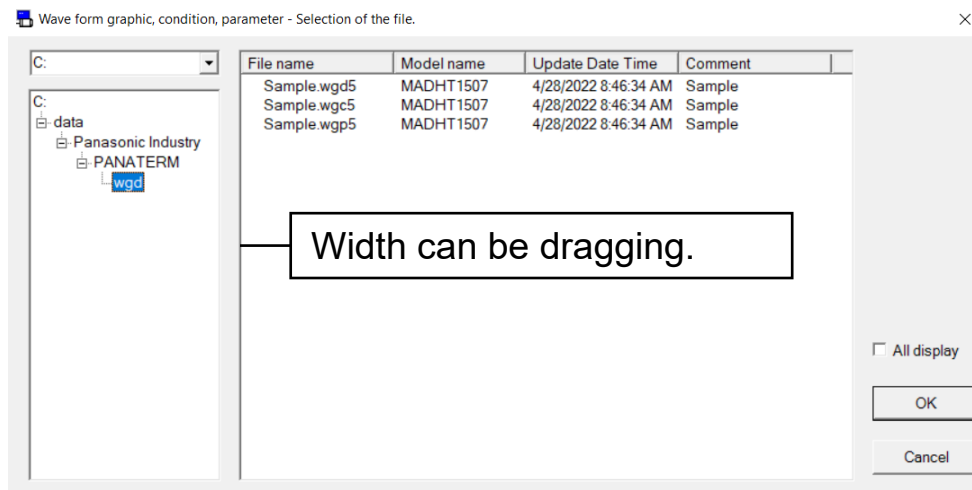 Wave form graphic, condition, parameter - Selection of the file.
C:
C:
data
Panasonic Industry
PANATERM
wgd
File name Model name Update Date Time Comment
Sample.wgd5 MADHT1507 4/28/2022 8:46:34 AM Sample
Sample.wgc5 MADHT1507 4/28/2022 8:46:34 AM Sample
Sample.wgp5 MADHT1507 4/28/2022 8:46:34 AM Sample
Width can be dragging.
All display
OK
Cancel